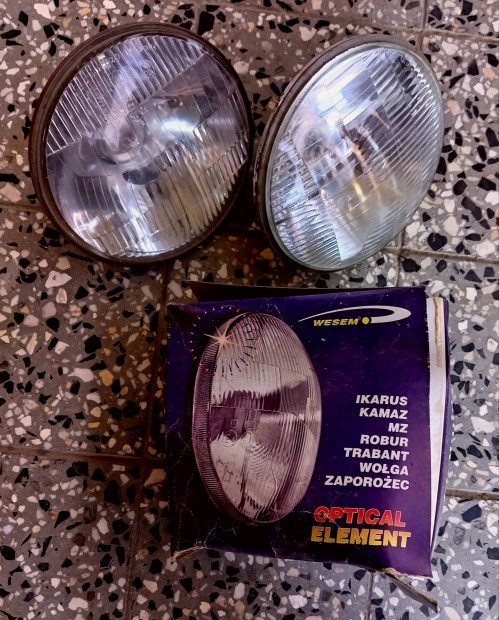 WESEM
IKARUS
KAMAZ
MZ
ROBUR
TRABANT
WOŁGA
ZAPOROŻEC
OPTICAL
ELEMENT